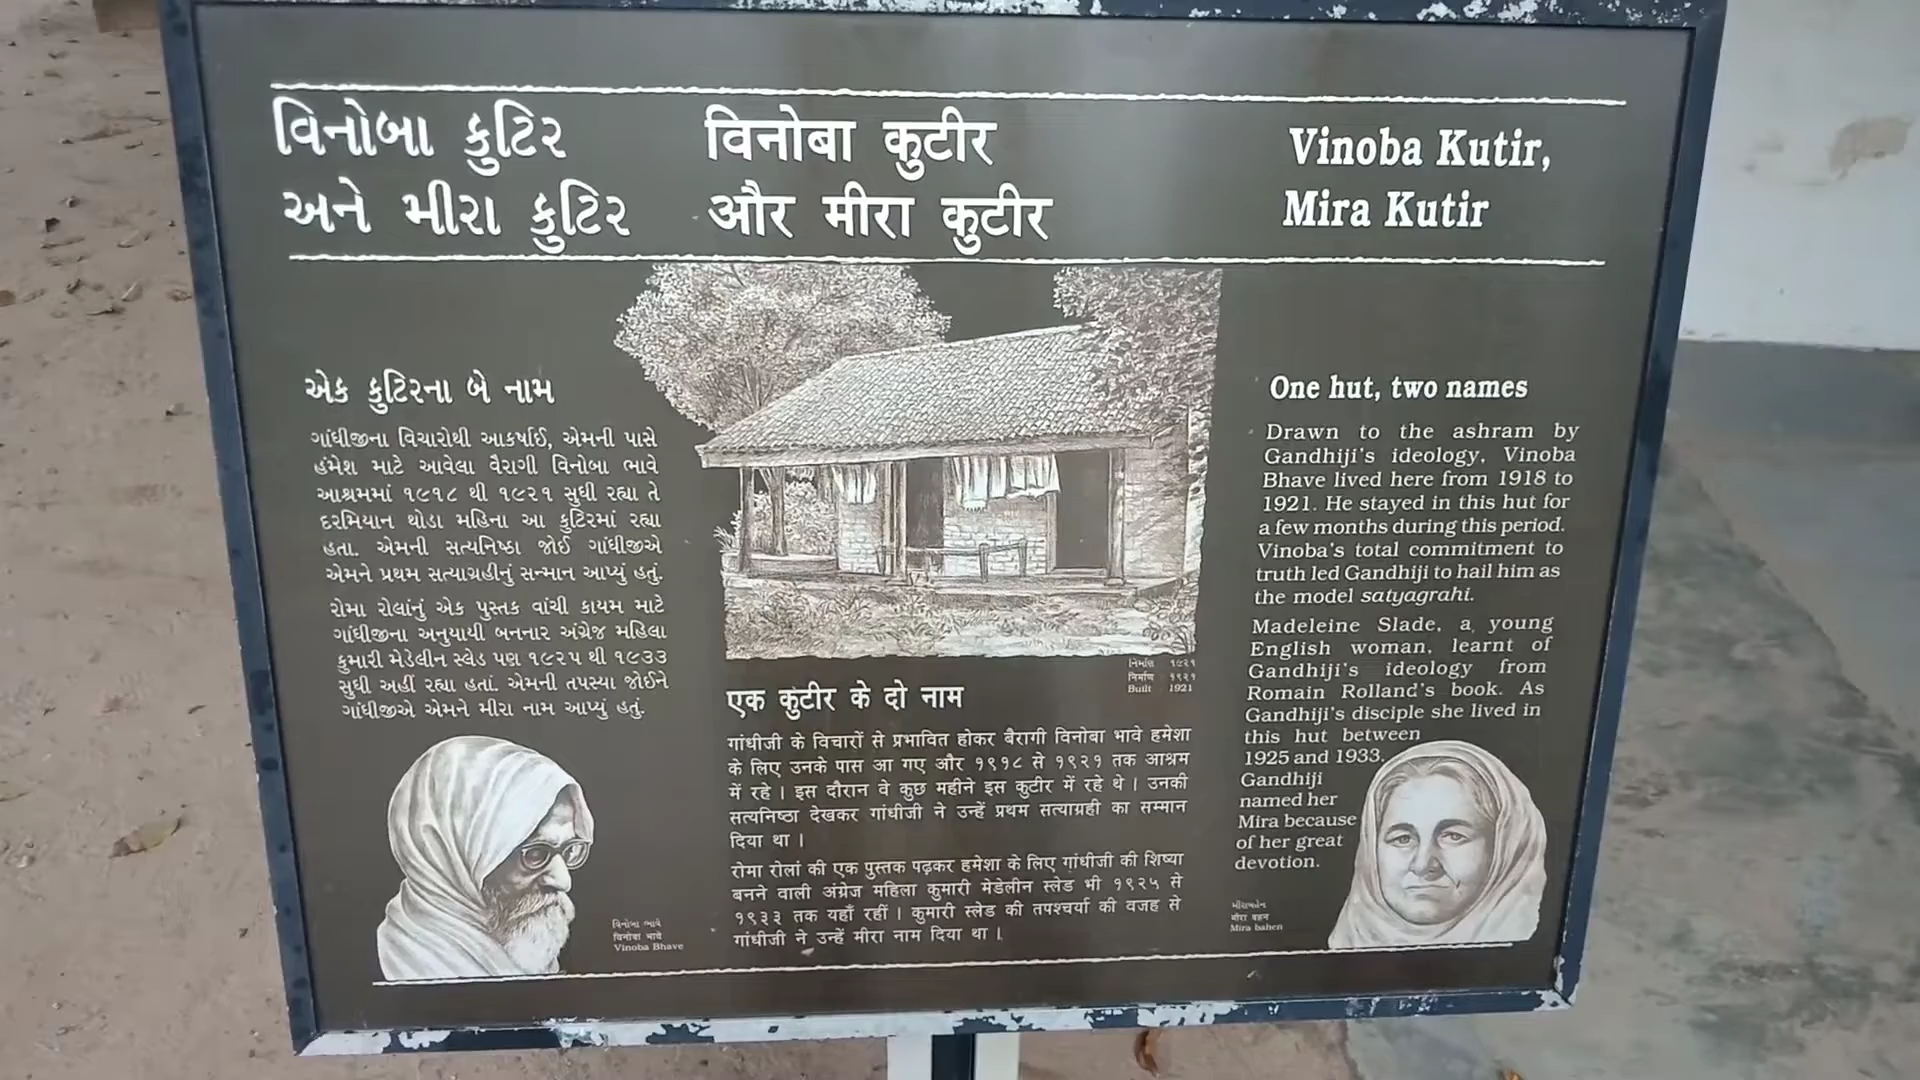 વિનોબા કુટિર
અને મીરા કુટિર
विनोबा कुटीर
और मीरा कुटीर
Vinoba Kutir,
Mira Kutir
એક કુટિરના બે નામ
ગાંધીજીના વિચારોથી આકર્ષાઈ, એમની પાસે
હંમેશ માટે આવેલા વૈરાગી વિનોબા ભાવે
આશ્રમમાં ૧૯૧૮ થી ૧૯૨૧ સુધી રહ્યા તે
દરમિયાન થોડા મહિના આ કુટિરમાં રહ્યા
હતા. એમની સત્યનિષ્ઠા જોઈ ગાંધીજીએ
એમને પ્રથમ સત્યાગ્રહીનું સન્માન આપ્યું હતું.
રોમા રોલાંનું એક પુસ્તક વાંચી કાયમ માટે
ગાંધીજીના અનુયાયી બનનાર અંગ્રેજ મહિલા
કુમારી મેડેલીન સ્લેડ પણ ૧૯૨૫ થી ૧૯૩૩
સુધી અહીં રહ્યા હતાં. એમની તપસ્યા જોઈને
ગાંધીજીએ એમને મીરા નામ આપ્યું હતું.
વિનોબા ભાવે
विनोबा भावे
Vinoba Bhave
નિર્માણ ૧૯૨૧
निर्माण १९२१
Built 1921
एक कुटीर के दो नाम
गांधीजी के विचारों से प्रभावित होकर बैरागी विनोबा भावे हमेशा
के लिए उनके पास आ गए और १९१८ से १९२१ तक आश्रम
में रहे । इस दौरान वे कुछ महीने इस कुटीर में रहे थे । उनकी
सत्यनिष्ठा देखकर गांधीजी ने उन्हें प्रथम सत्याग्रही का सम्मान
दिया था ।
रोमा रोलां की एक पुस्तक पढ़कर हमेशा के लिए गांधीजी की शिष्या
बनने वाली अंग्रेज महिला कुमारी मेडेलीन स्लेड भी १९२५ से
१९३३ तक यहाँ रहीं । कुमारी स्लेड की तपश्चर्या की वजह से
गांधीजी ने उन्हें मीरा नाम दिया था ।
One hut, two names
Drawn to the ashram by
Gandhiji's ideology, Vinoba
Bhave lived here from 1918 to
1921. He stayed in this hut for
a few months during this period.
Vinoba's total commitment to
truth led Gandhiji to hail him as
the model satyagrahi.
Madeleine Slade, a young
English woman, learnt of
Gandhiji's ideology from
Romain Rolland's book. As
Gandhiji's disciple she lived in
this hut between
1925 and 1933.
Gandhiji
named her
Mira because
of her great
devotion.
મીરાંબહેન
मीरा बहन
Mira bahen